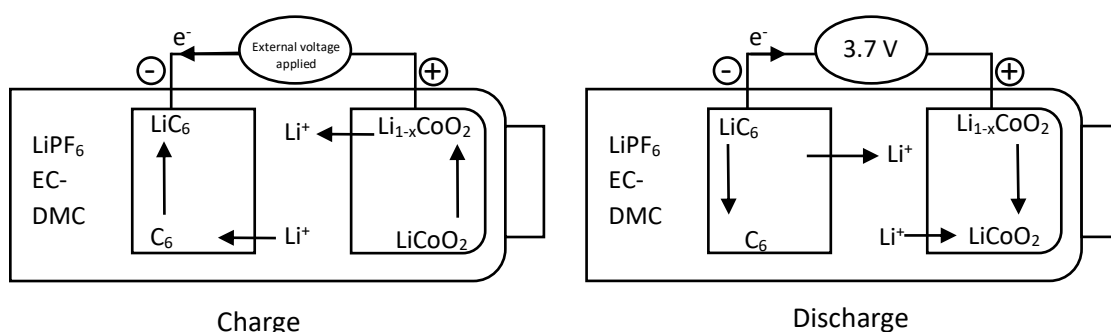 e-
External voltage
applied
-
+
LiC6
Li1-xCoO2
Li+
LiPF6
EC-
DMC
C6
Li+
LiCoO2
Charge
e-
3.7 V
-
+
LiC6
Li1-xCoO2
Li+
LiPF6
EC-
DMC
C6
Li+
LiCoO2
Discharge